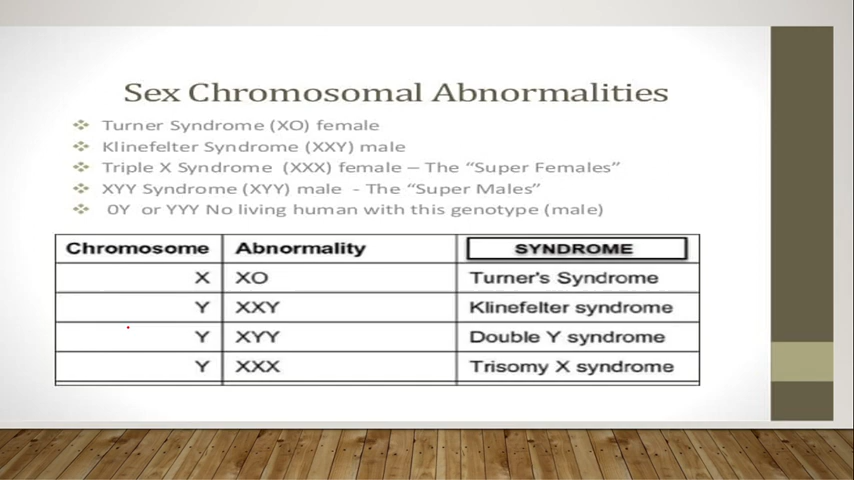 Sex Chromosomal Abnormalities
Turner Syndrome (XO) female
Klinefelter Syndrome (XXY) male
Triple X Syndrome (XXX) female – The “Super Females”
XYY Syndrome (XYY) male - The “Super Males”
0Y or YYY No living human with this genotype (male)
Chromosome Abnormality SYNDROME
X XO Turner's Syndrome
Y XXY Klinefelter syndrome
Y XYY Double Y syndrome
Y XXX Trisomy X syndrome